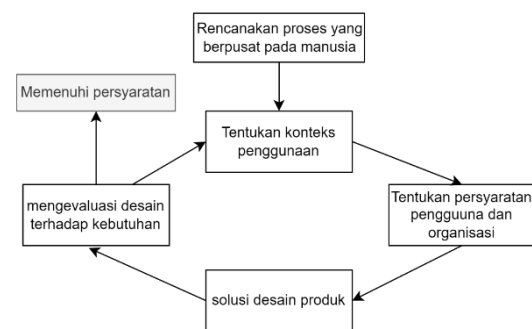 Rencanakan proses yang
berpusat pada manusia
Memenuhi persyaratan
Tentukan konteks
penggunaan
mengevaluasi desain
terhadap kebutuhan
Tentukan persyaratan
pengguuna dan
organisasi
solusi desain produk